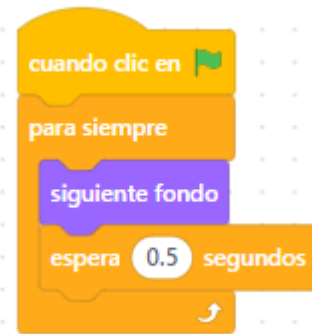 cuando clic en
para siempre
siguiente fondo
espera 0.5 segundos